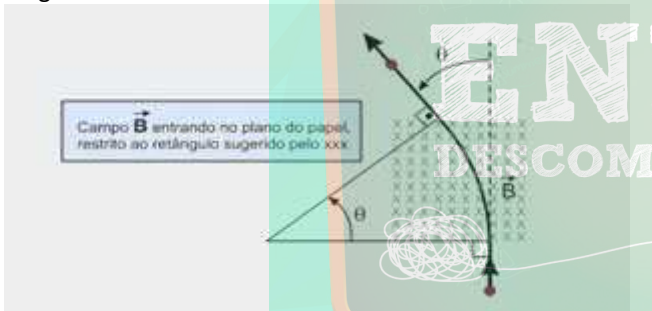 θ
EN
Campo B entrando no plano do papel,
restrito ao retângulo sugerido pelo xxx
DESCOM
B
θ